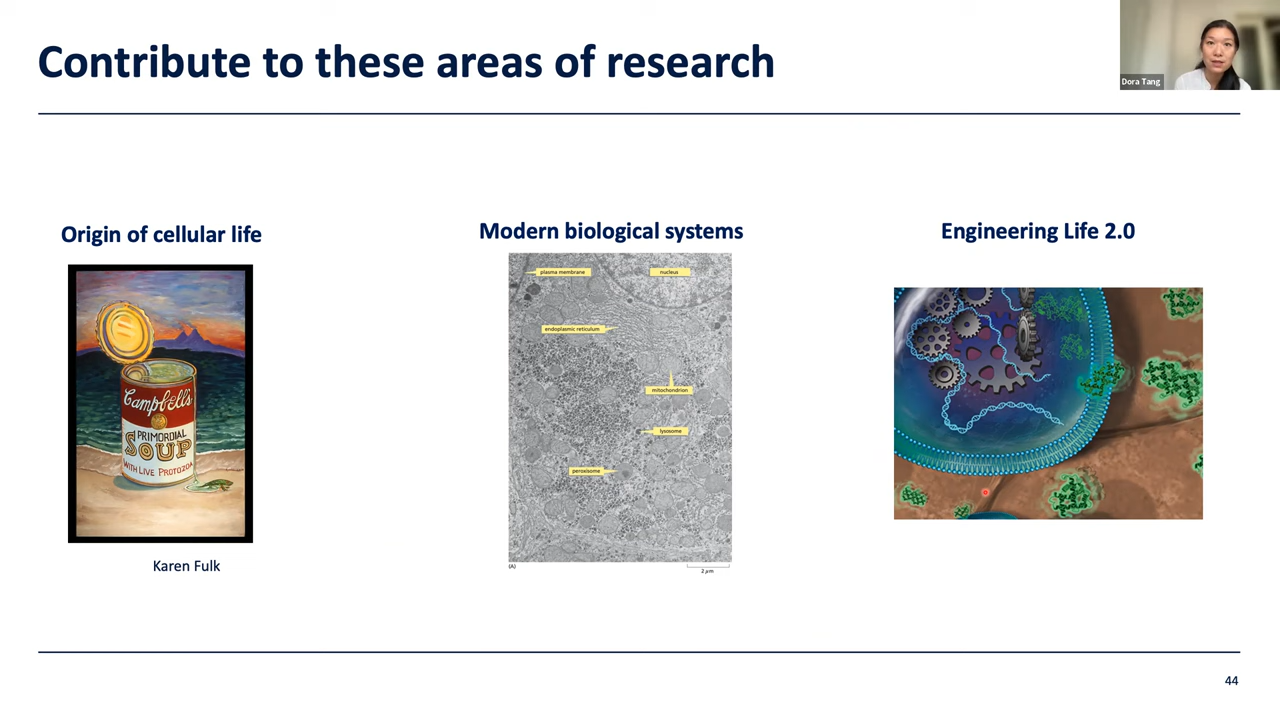 Contribute to these areas of research
Dora Tang
Origin of cellular life
Modern biological systems
Engineering Life 2.0
plasma membrane
nucleus
endoplasmic reticulum
mitochondrion
lysosome
peroxisome
(A)
2 μm
Campbell's
PRIMORDIAL
SOUP
WITH LIVE PROTOZOA
Karen Fulk
44